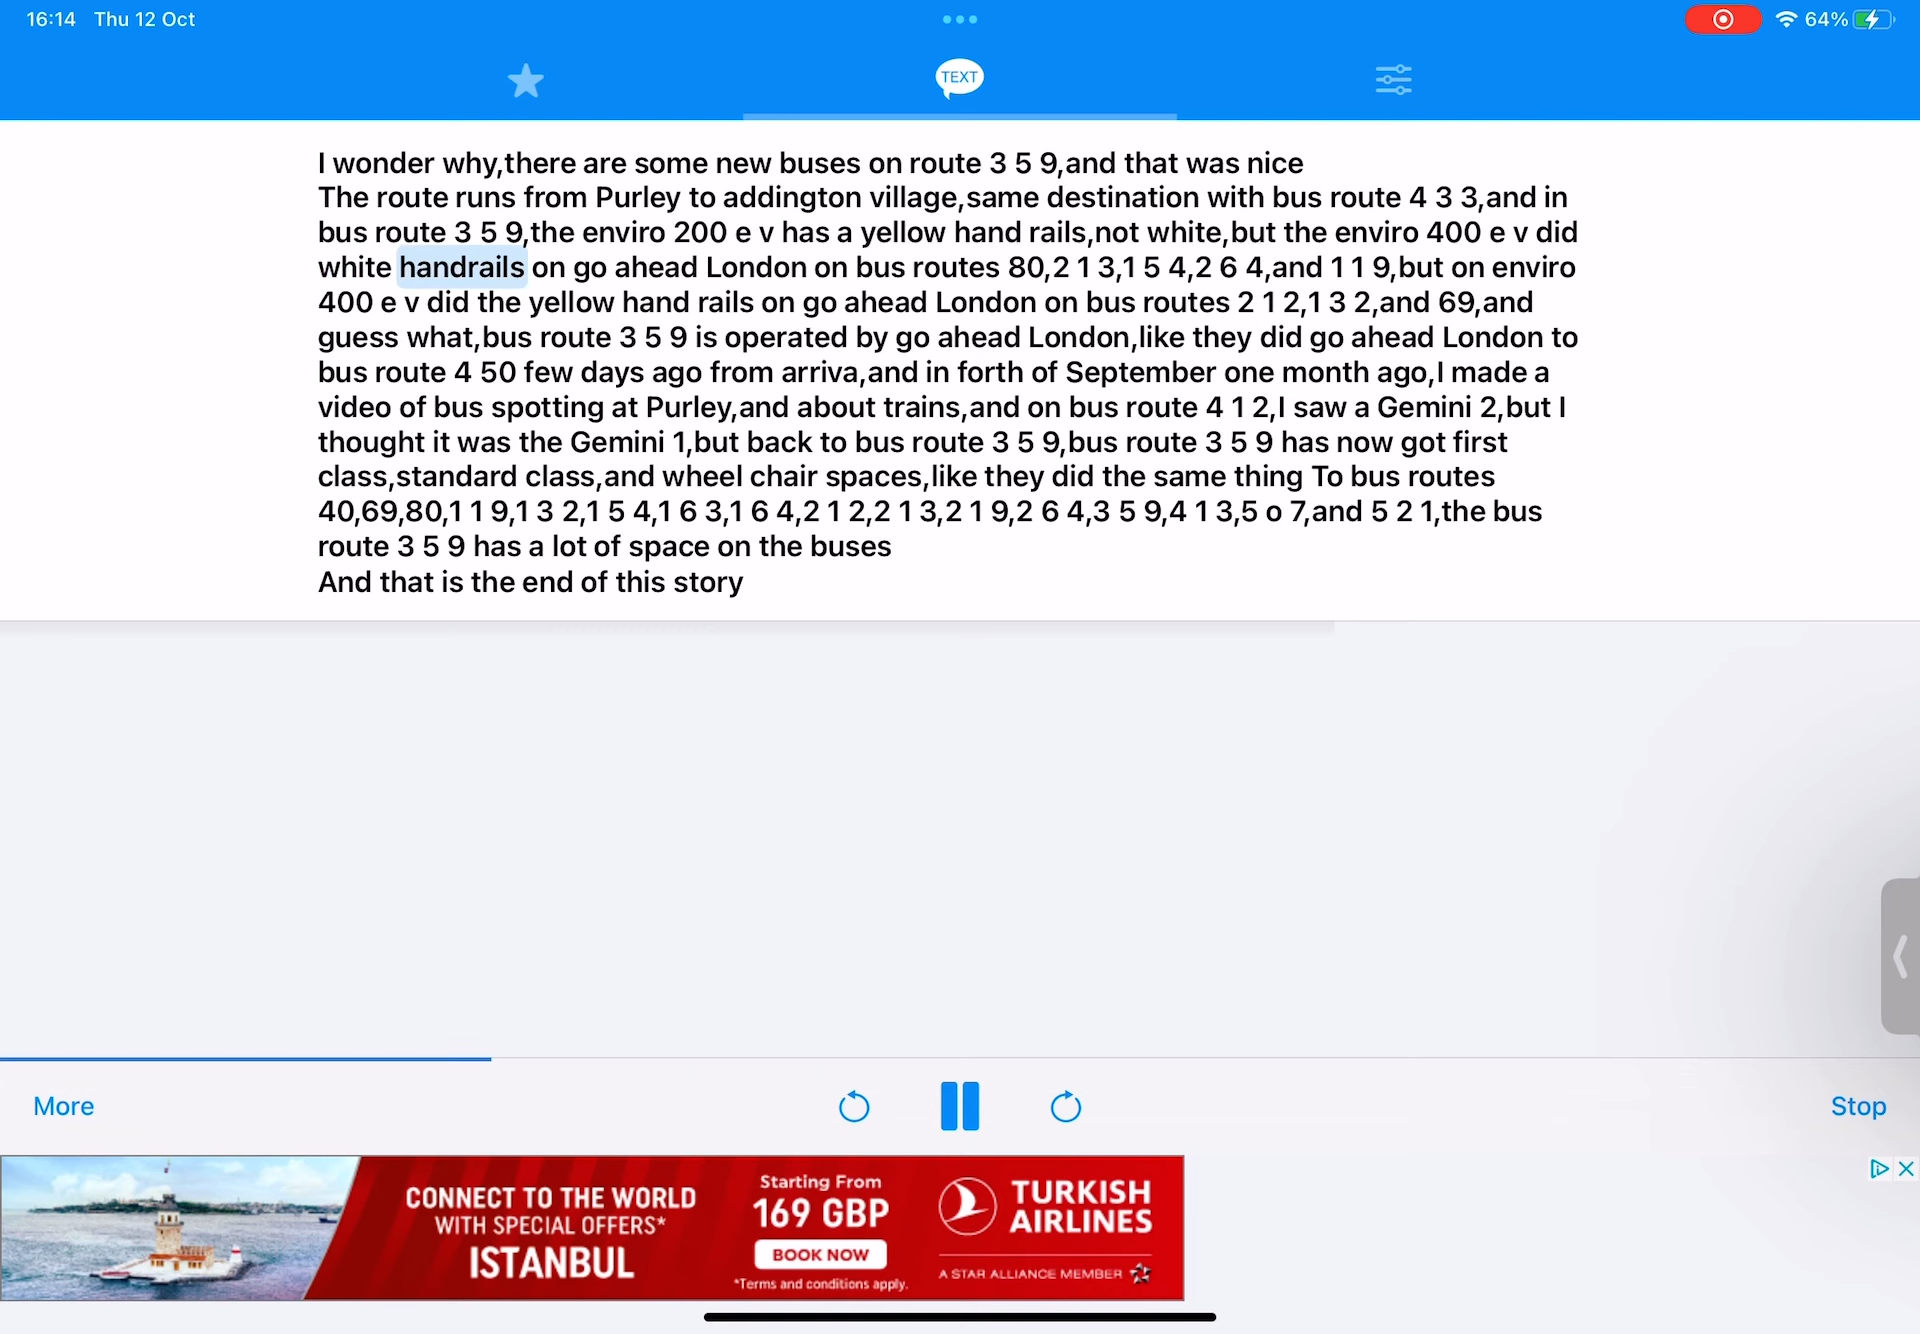 16:14 Thu 12 Oct
64%
TEXT
I wonder why,there are some new buses on route 3 5 9,and that was nice
The route runs from Purley to addington village,same destination with bus route 4 3 3,and in
bus route 3 5 9,the enviro 200 e v has a yellow hand rails,not white,but the enviro 400 e v did
white handrails on go ahead London on bus routes 80,2 1 3,1 5 4,2 6 4,and 1 1 9,but on enviro
400 e v did the yellow hand rails on go ahead London on bus routes 2 1 2,1 3 2,and 69,and
guess what,bus route 3 5 9 is operated by go ahead London,like they did go ahead London to
bus route 4 50 few days ago from arriva,and in forth of September one month ago,I made a
video of bus spotting at Purley,and about trains,and on bus route 4 1 2,I saw a Gemini 2,but I
thought it was the Gemini 1,but back to bus route 3 5 9,bus route 3 5 9 has now got first
class,standard class,and wheel chair spaces,like they did the same thing To bus routes
40,69,80,1 1 9,1 3 2,1 5 4,1 6 3,1 6 4,2 1 2,2 1 3,2 1 9,2 6 4,3 5 9,4 1 3,5 o 7,and 5 2 1,the bus
route 3 5 9 has a lot of space on the buses
And that is the end of this story
More
Stop
CONNECT TO THE WORLD
WITH SPECIAL OFFERS*
ISTANBUL
Starting From
169 GBP
BOOK NOW
*Terms and conditions apply.
TURKISH
AIRLINES
A STAR ALLIANCE MEMBER